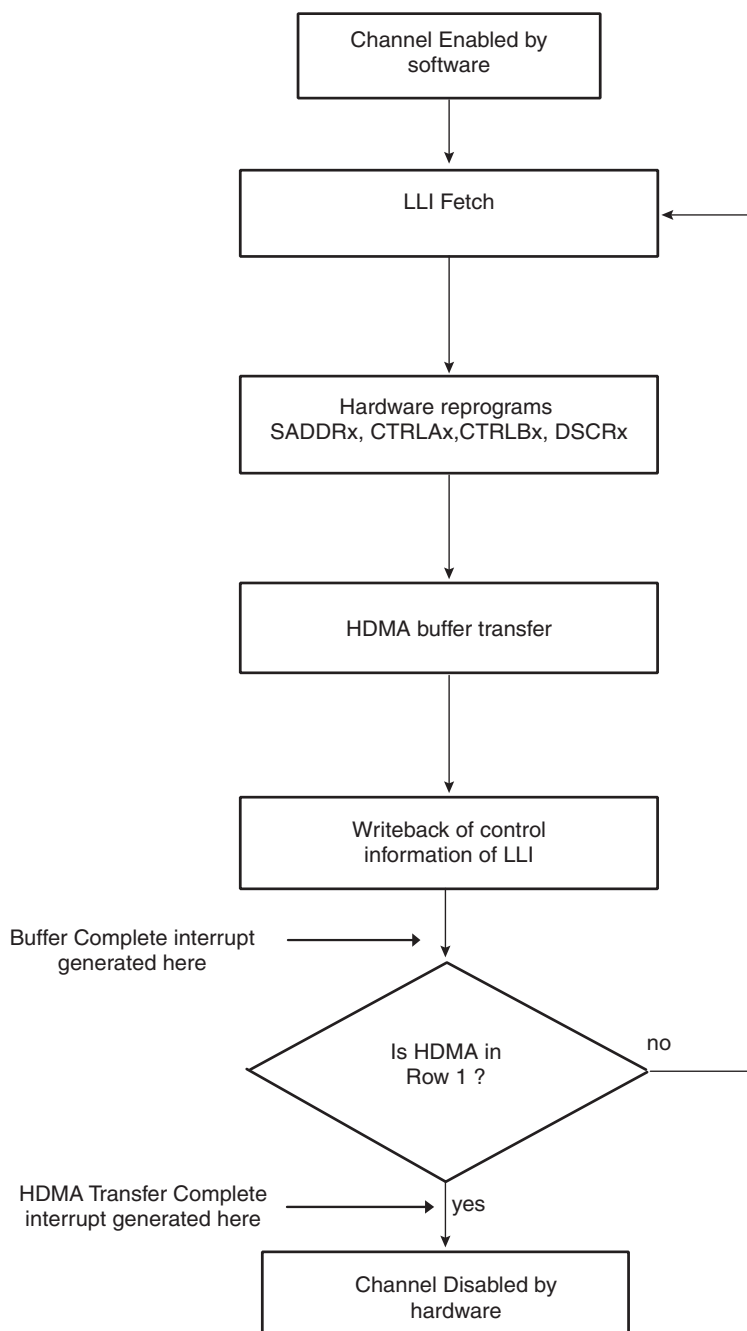 Channel Enabled by
software
LLI Fetch
Hardware reprograms
SADDRx, CTRLAx,CTRLBx, DSCRx
HDMA buffer transfer
Writeback of control
information of LLI
Buffer Complete interrupt
generated here
Is HDMA in
Row 1 ?
no
HDMA Transfer Complete
interrupt generated here
yes
Channel Disabled by
hardware